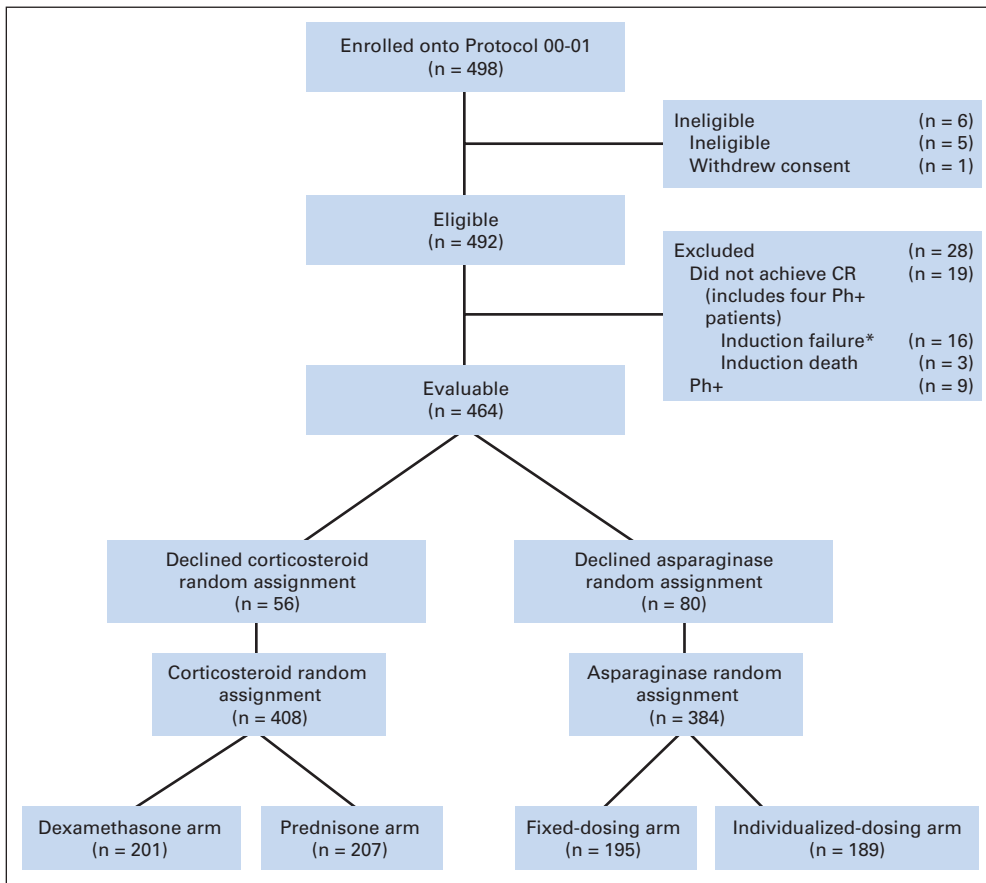 Enrolled onto Protocol 00-01
(n = 498)
Ineligible (n = 6)
Ineligible (n = 5)
Withdrew consent (n = 1)
Eligible
(n = 492)
Excluded (n = 28)
Did not achieve CR (n = 19)
(includes four Ph+
patients)
Induction failure* (n = 16)
Induction death (n = 3)
Ph+ (n = 9)
Evaluable
(n = 464)
Declined corticosteroid
random assignment
(n = 56)
Declined asparaginase
random assignment
(n = 80)
Corticosteroid random
assignment
(n = 408)
Asparaginase random
assignment
(n = 384)
Dexamethasone arm
(n = 201)
Prednisone arm
(n = 207)
Fixed-dosing arm
(n = 195)
Individualized-dosing arm
(n = 189)